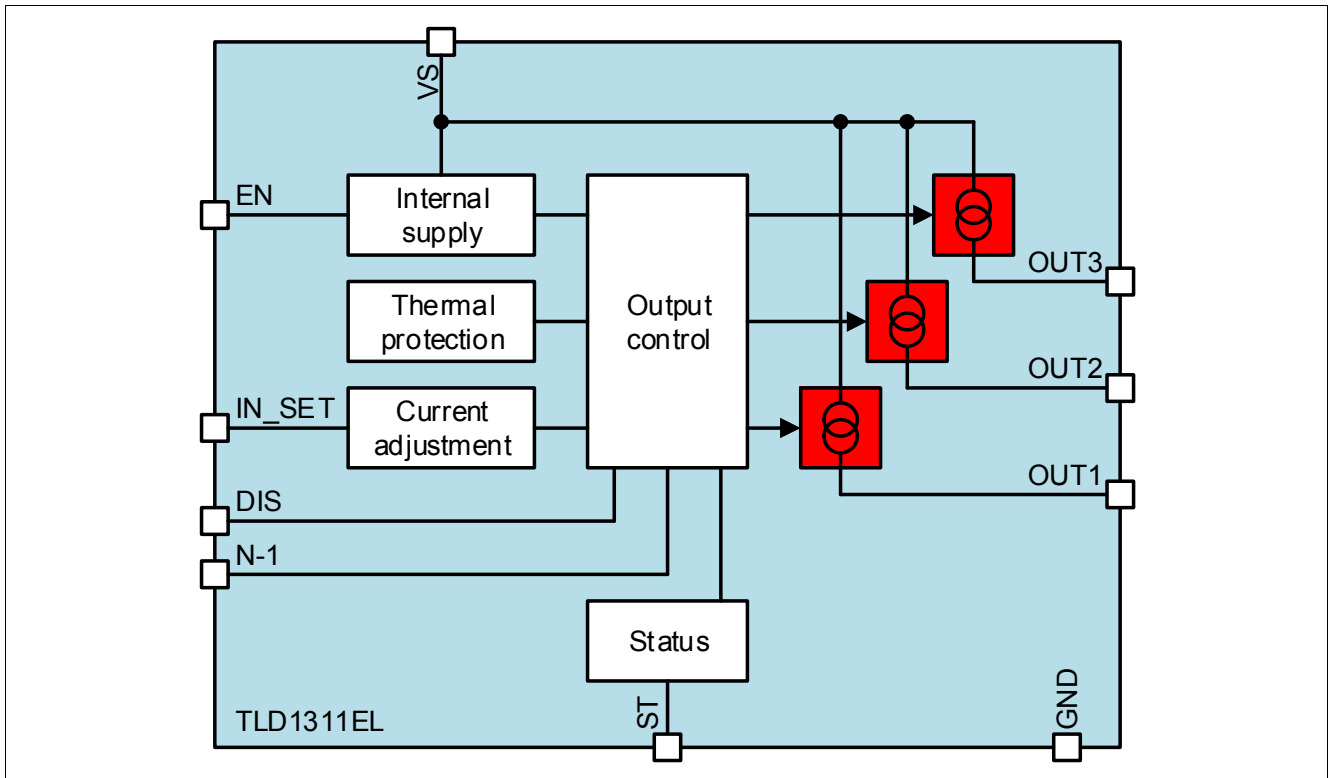 VS
EN
Internal
supply
Thermal
protection
Output
control
OUT3
OUT2
IN_SET
Current
adjustment
OUT1
DIS
N-1
Status
TLD1311EL
ST
GND